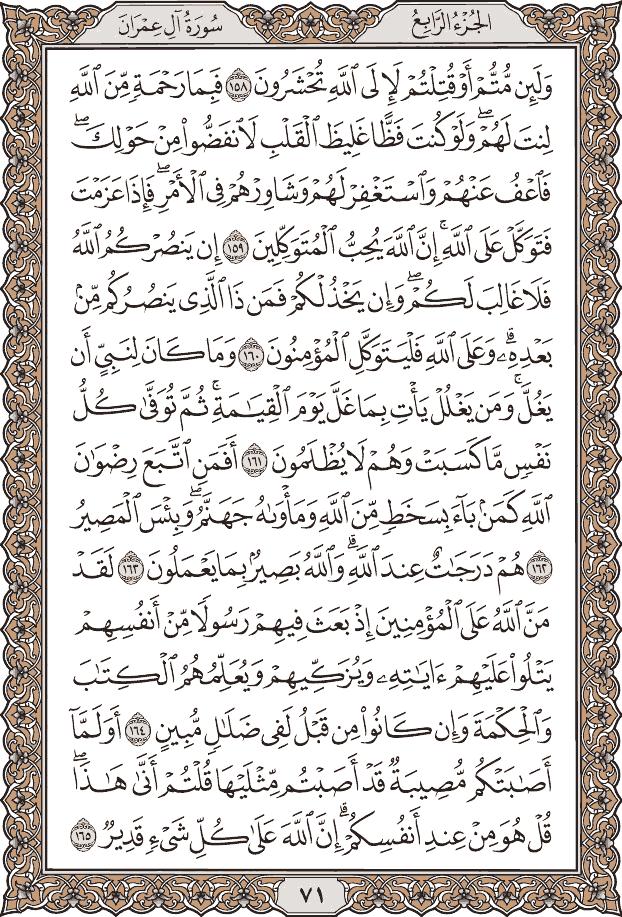 الجُزْءُ الرَّابِعُ
سُورَةُ آلِ عِمْرَانَ
وَلَئِن مُّتُّمْ أَوْ قُتِلْتُمْ لَإِلَى ٱللَّهِ تُحْشَرُونَ ١٥٨ فَبِمَا رَحْمَةٍ مِّنَ ٱللَّهِ
لِنتَ لَهُمْ ۖ وَلَوْ كُنتَ فَظًّا غَلِيظَ ٱلْقَلْبِ لَٱنفَضُّوا۟ مِنْ حَوْلِكَ ۖ
فَٱعْفُ عَنْهُمْ وَٱسْتَغْفِرْ لَهُمْ وَشَاوِرْهُمْ فِى ٱلْأَمْرِ ۖ فَإِذَا عَزَمْتَ
فَتَوَكَّلْ عَلَى ٱللَّهِ ۚ إِنَّ ٱللَّهَ يُحِبُّ ٱلْمُتَوَكِّلِينَ ١٥٩ إِن يَنصُرْكُمُ ٱللَّهُ
فَلَا غَالِبَ لَكُمْ ۖ وَإِن يَخْذُلْكُمْ فَمَن ذَا ٱلَّذِى يَنصُرُكُم مِّنۢ
بَعْدِهِۦ ۗ وَعَلَى ٱللَّهِ فَلْيَتَوَكَّلِ ٱلْمُؤْمِنُونَ ١٦٠ وَمَا كَانَ لِنَبِىٍّ أَن
يَغُلَّ ۚ وَمَن يَغْلُلْ يَأْتِ بِمَا غَلَّ يَوْمَ ٱلْقِيَـٰمَةِ ۚ ثُمَّ تُوَفَّىٰ كُلُّ
نَفْسٍ مَّا كَسَبَتْ وَهُمْ لَا يُظْلَمُونَ ١٦١ أَفَمَنِ ٱتَّبَعَ رِضْوَٰنَ
ٱللَّهِ كَمَنۢ بَآءَ بِسَخَطٍ مِّنَ ٱللَّهِ وَمَأْوَىٰهُ جَهَنَّمُ ۚ وَبِئْسَ ٱلْمَصِيرُ
١٦٢ هُمْ دَرَجَـٰتٌ عِندَ ٱللَّهِ ۗ وَٱللَّهُ بَصِيرٌۢ بِمَا يَعْمَلُونَ ١٦٣ لَقَدْ
مَنَّ ٱللَّهُ عَلَى ٱلْمُؤْمِنِينَ إِذْ بَعَثَ فِيهِمْ رَسُولًا مِّنْ أَنفُسِهِمْ
يَتْلُوا۟ عَلَيْهِمْ ءَايَـٰتِهِۦ وَيُزَكِّيهِمْ وَيُعَلِّمُهُمُ ٱلْكِتَـٰبَ
وَٱلْحِكْمَةَ وَإِن كَانُوا۟ مِن قَبْلُ لَفِى ضَلَـٰلٍ مُّبِينٍ ١٦٤ أَوَلَمَّآ
أَصَـٰبَتْكُم مُّصِيبَةٌ قَدْ أَصَبْتُم مِّثْلَيْهَا قُلْتُمْ أَنَّىٰ هَـٰذَا ۖ
قُلْ هُوَ مِنْ عِندِ أَنفُسِكُمْ ۗ إِنَّ ٱللَّهَ عَلَىٰ كُلِّ شَىْءٍ قَدِيرٌ ١٦٥
٧١